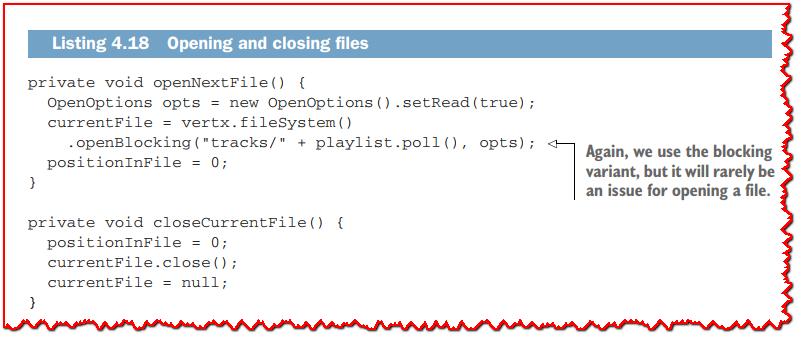 Listing 4.18 Opening and closing files
private void openNextFile() {
OpenOptions opts = new OpenOptions().setRead(true);
currentFile = vertx.fileSystem()
.openBlocking("tracks/" + playlist.poll(), opts);
positionInFile = 0;
}
Again, we use the blocking
variant, but it will rarely be
an issue for opening a file.
private void closeCurrentFile() {
positionInFile = 0;
currentFile.close();
currentFile = null;
}